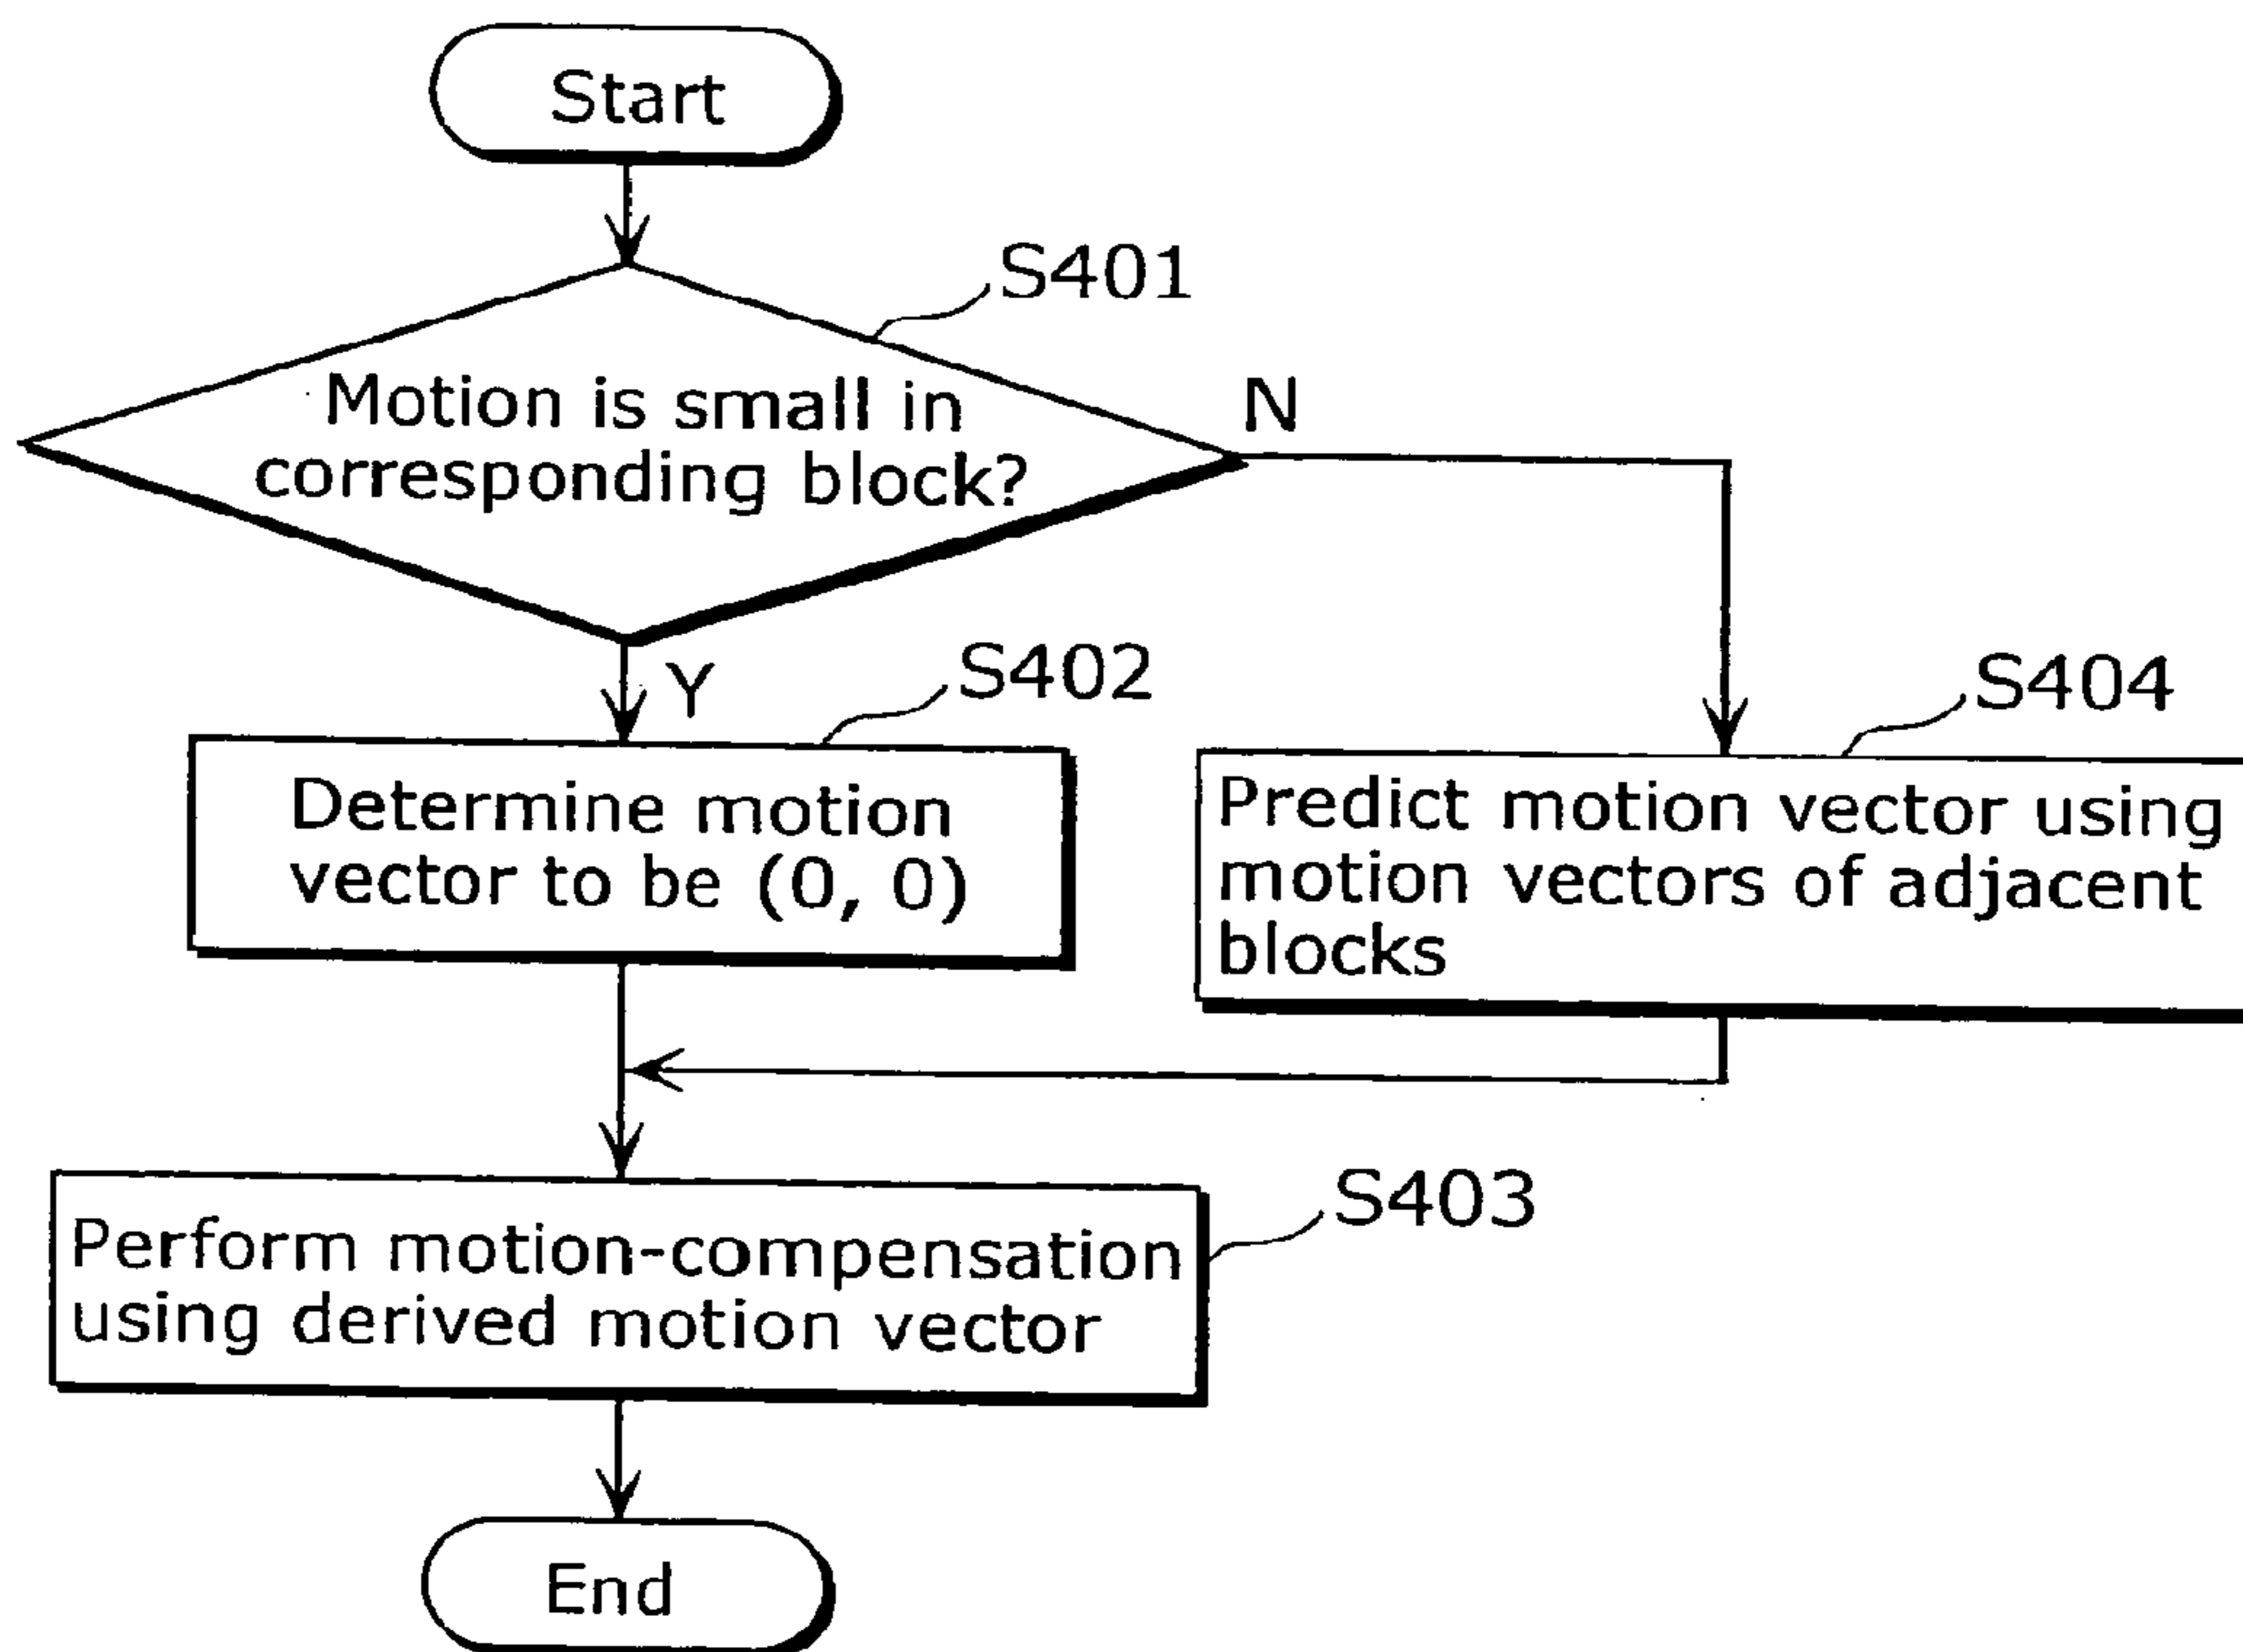 Start
S401
Motion is small in
corresponding block?
N
Y
S402
Determine motion
vector to be (0, 0)
S404
Predict motion vector using
motion vectors of adjacent
blocks
S403
Perform motion-compensation
using derived motion vector
End